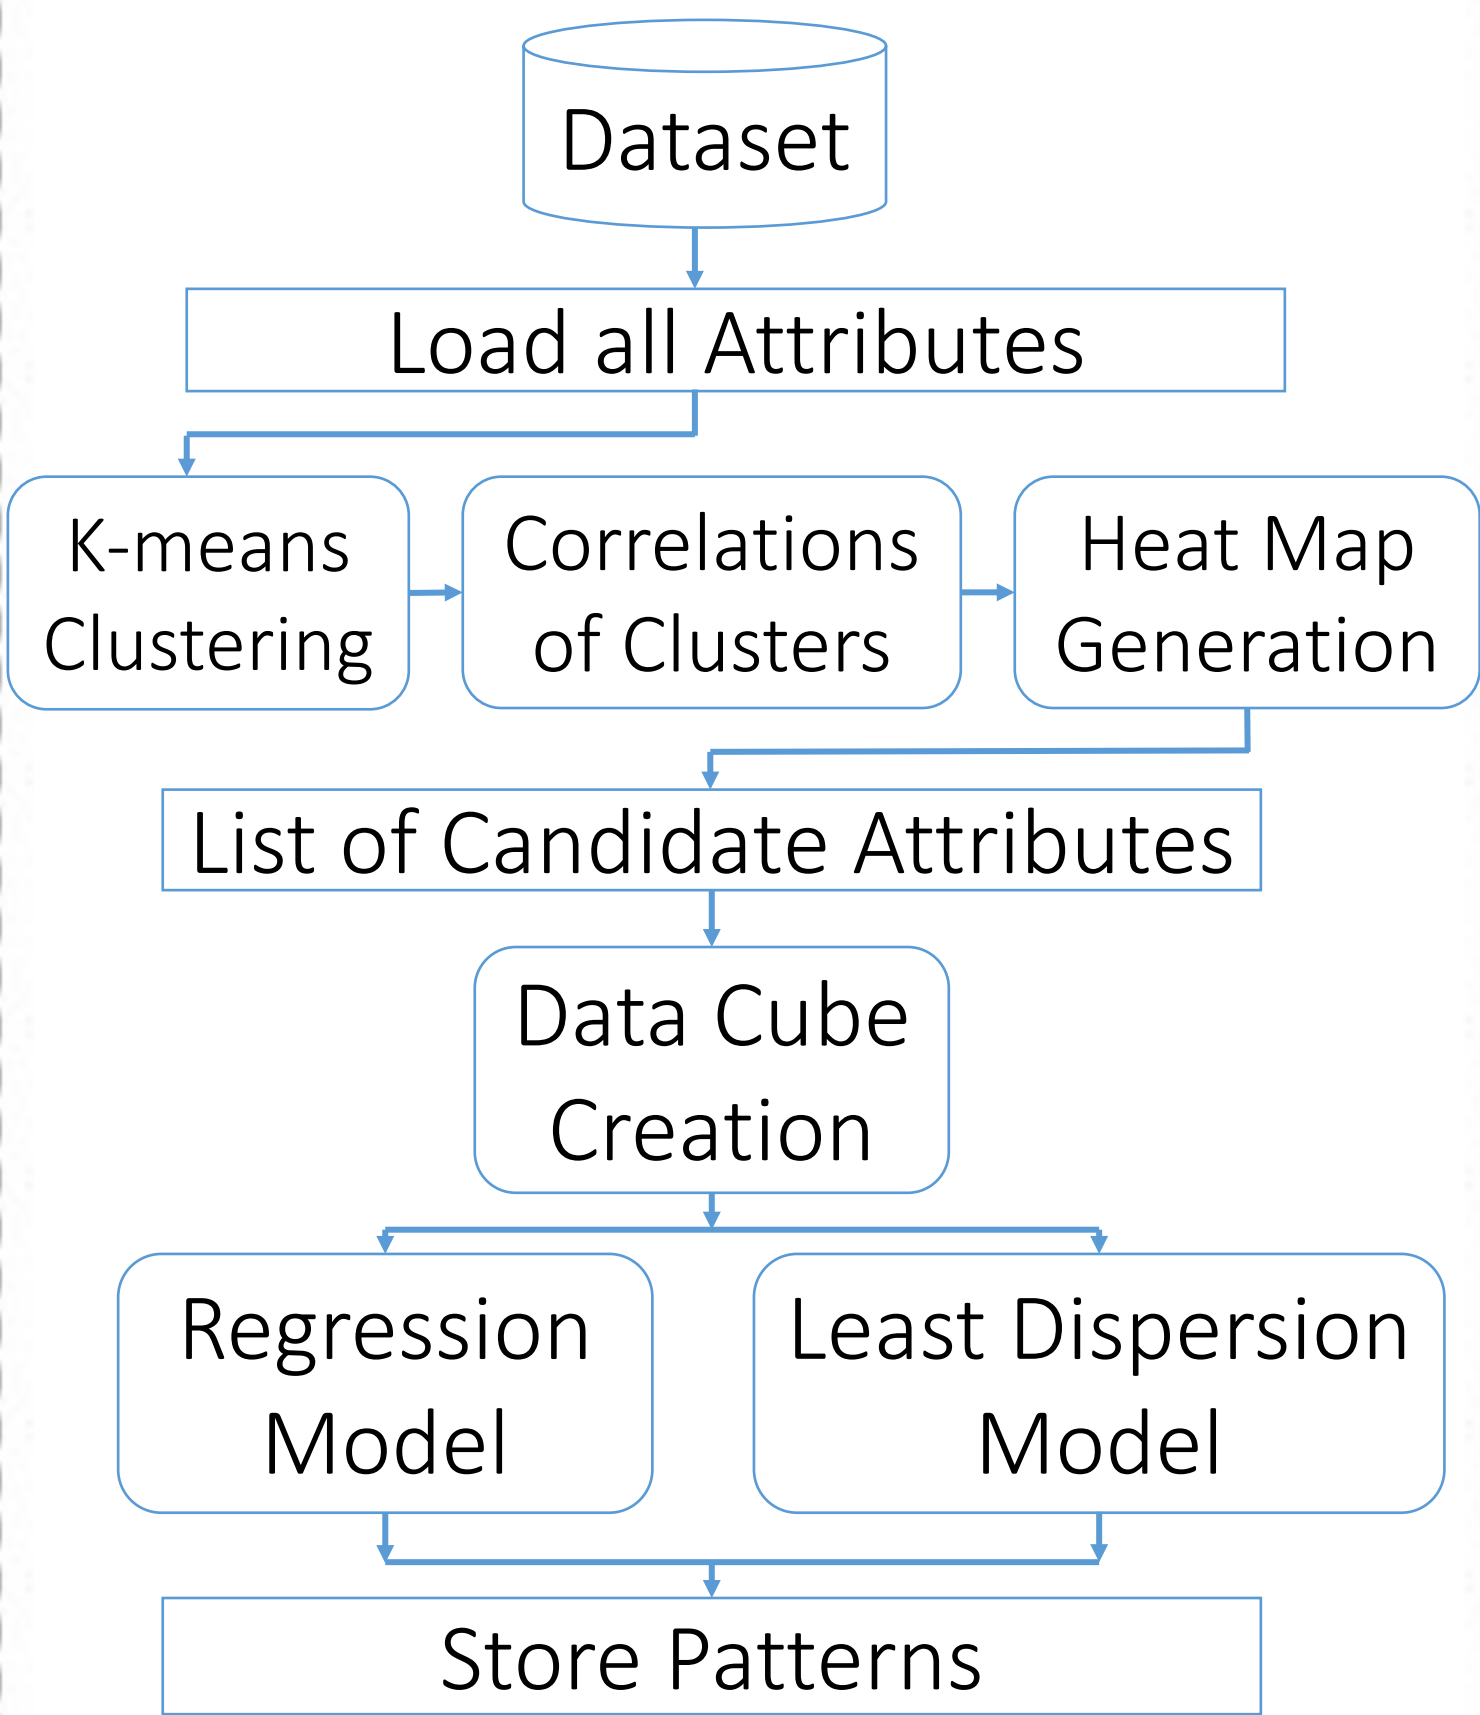 Dataset
Load all Attributes
K-means
Clustering
Correlations
of Clusters
Heat Map
Generation
List of Candidate Attributes
Data Cube
Creation
Regression
Model
Least Dispersion
Model
Store Patterns